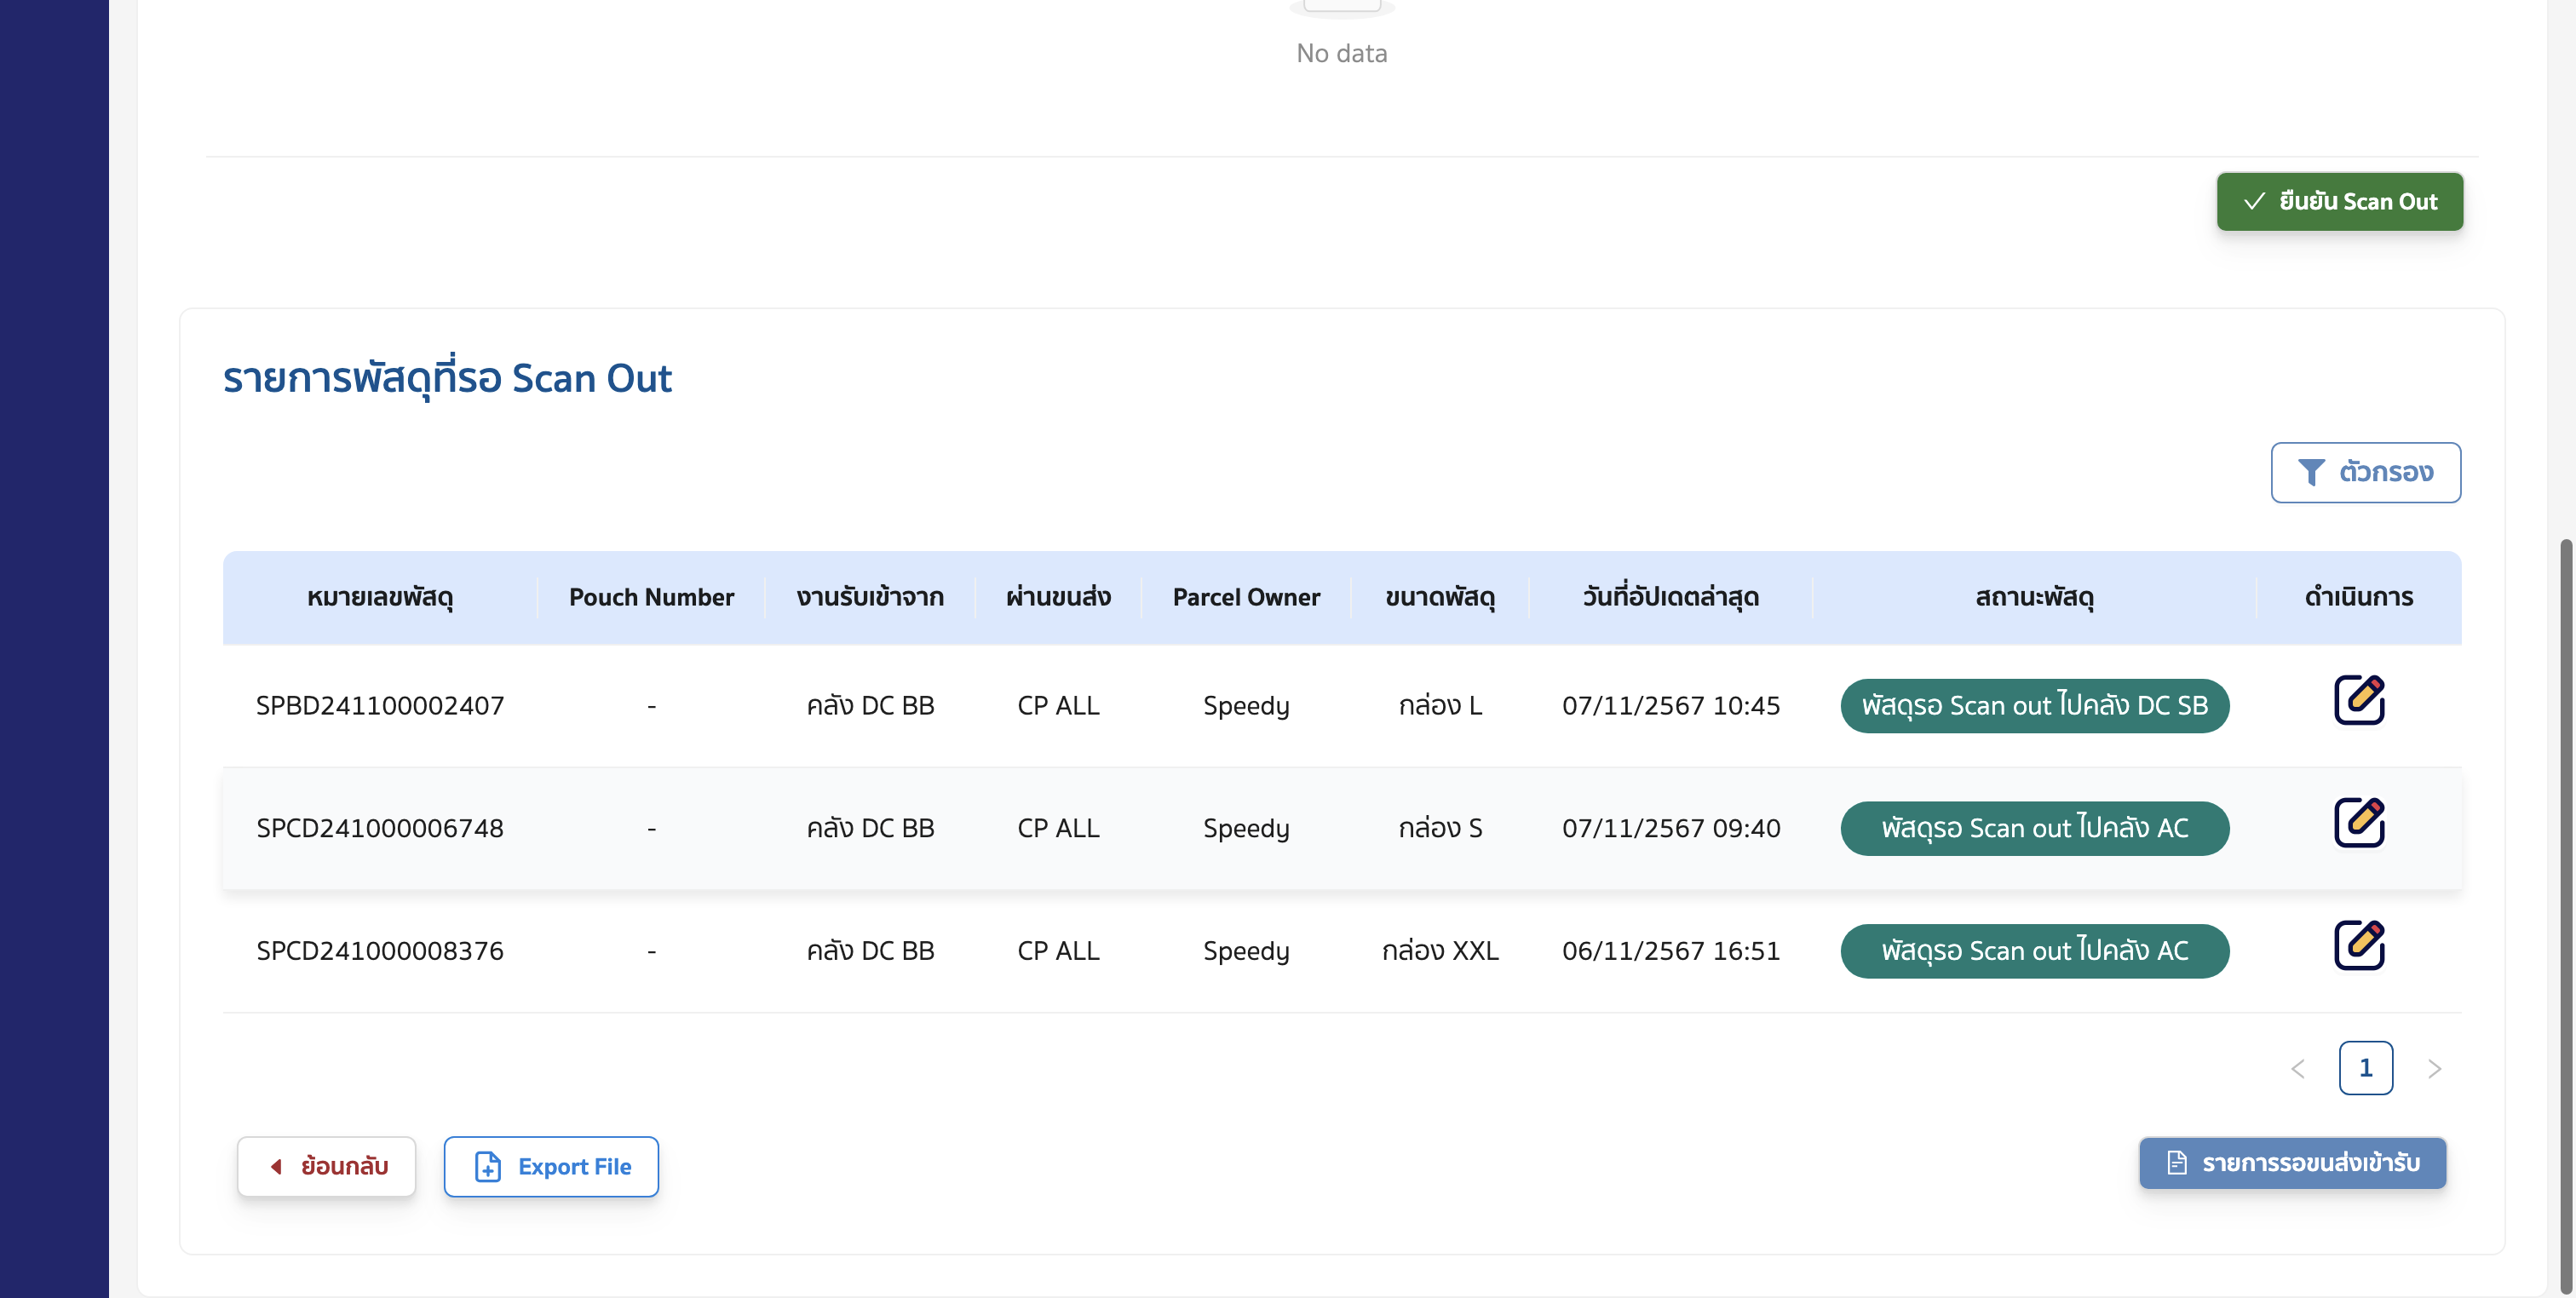 No data
ยืนยัน Scan Out
รายการพัสดุที่รอ Scan Out
ตัวกรอง
หมายเลขพัสดุ Pouch Number งานรับเข้าจาก ผ่านขนส่ง Parcel Owner ขนาดพัสดุ วันที่อัปเดตล่าสุด สถานะพัสดุ ดำเนินการ
SPBD241100002407 - คลัง DC BB CP ALL Speedy กล่อง L 07/11/2567 10:45 พัสดุรอ Scan out ไปคลัง DC SB
SPCD241000006748 - คลัง DC BB CP ALL Speedy กล่อง S 07/11/2567 09:40 พัสดุรอ Scan out ไปคลัง AC
SPCD241000008376 - คลัง DC BB CP ALL Speedy กล่อง XXL 06/11/2567 16:51 พัสดุรอ Scan out ไปคลัง AC
1
ย้อนกลับ Export File รายการรอขนส่งเข้ารับ